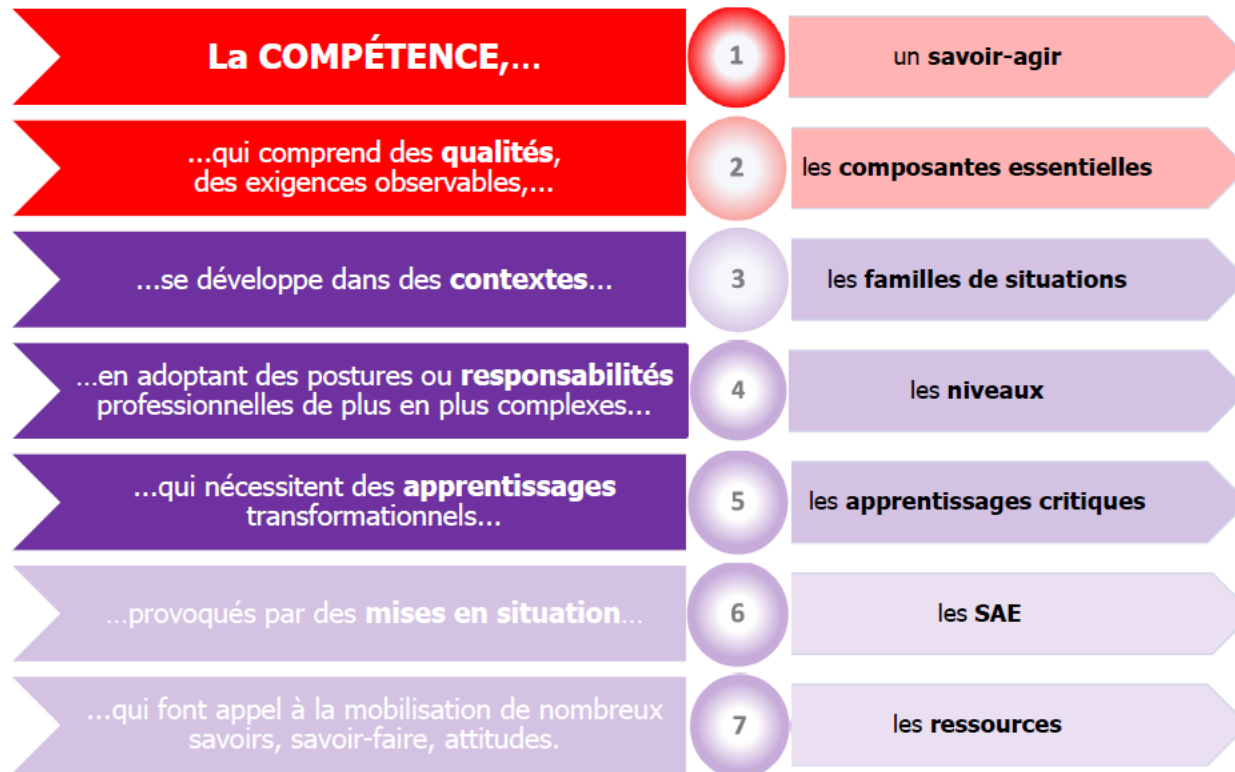 La COMPÉTENCE,...
1
un savoir-agir
...qui comprend des qualités,
des exigences observables,...
2
les composantes essentielles
...se développe dans des contextes...
3
les familles de situations
...en adoptant des postures ou responsabilités
professionnelles de plus en plus complexes...
4
les niveaux
...qui nécessitent des apprentissages
transformationnels...
5
les apprentissages critiques
...provoqués par des mises en situation...
6
les SAE
...qui font appel à la mobilisation de nombreux
savoirs, savoir-faire, attitudes.
7
les ressources